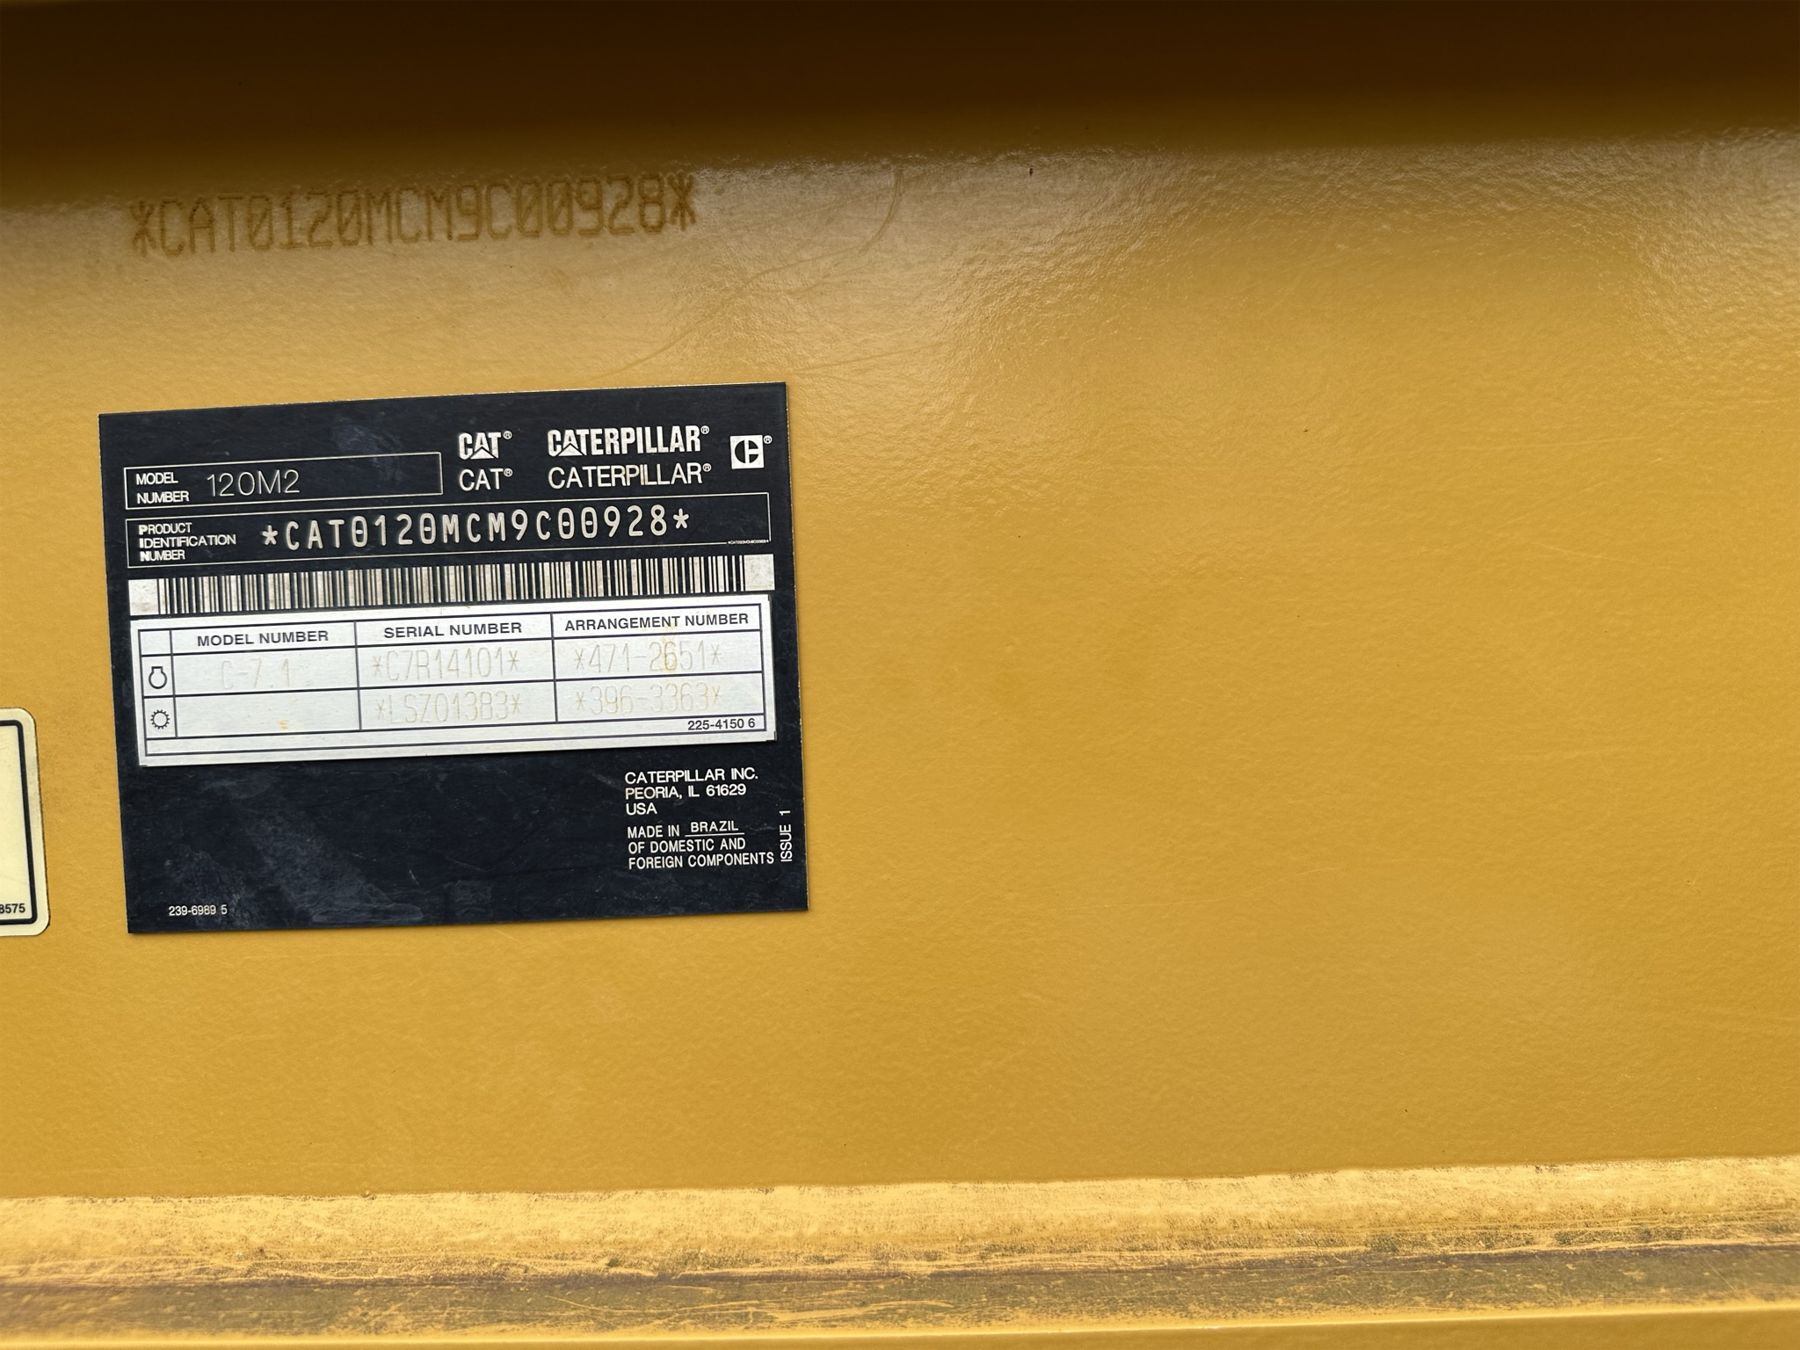 *CAT0120MCM9C00928*
CAT® CATERPILLAR®
CAT® CATERPILLAR®
MODEL NUMBER 120M2
PRODUCT IDENTIFICATION NUMBER *CAT0120MCM9C00928*
MODEL NUMBER SERIAL NUMBER ARRANGEMENT NUMBER
C-7.1 *C7R14101* *471-2651*
*396-3363*
225-4150 6
CATERPILLAR INC.
PEORIA, IL 61629
USA
MADE IN BRAZIL
OF DOMESTIC AND
FOREIGN COMPONENTS
ISSUE 1
239-6989 5
8575